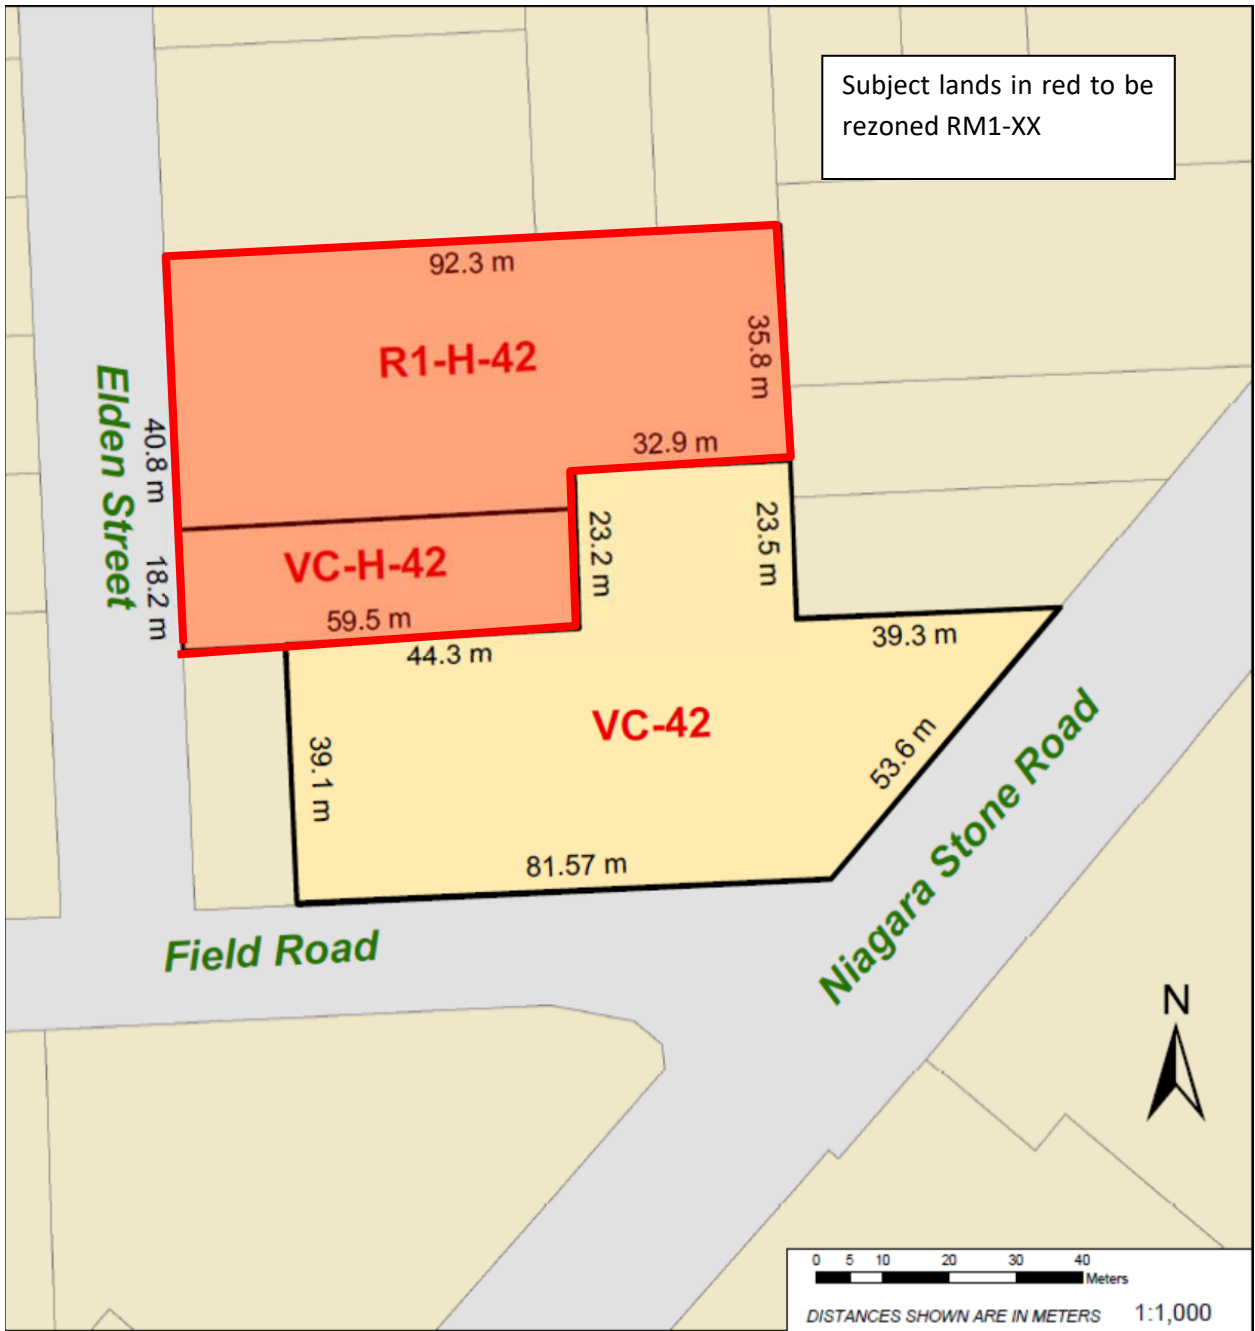 Subject lands in red to be
rezoned RM1-XX
92.3 m
R1-H-42
35.8 m
32.9 m
Elden Street
40.8 m
18.2 m
VC-H-42
59.5 m
23.2 m
23.5 m
44.3 m
39.3 m
VC-42
39.1 m
53.6 m
81.57 m
Niagara Stone Road
Field Road
N
0 5 10 20 30 40
Meters
DISTANCES SHOWN ARE IN METERS 1:1,000